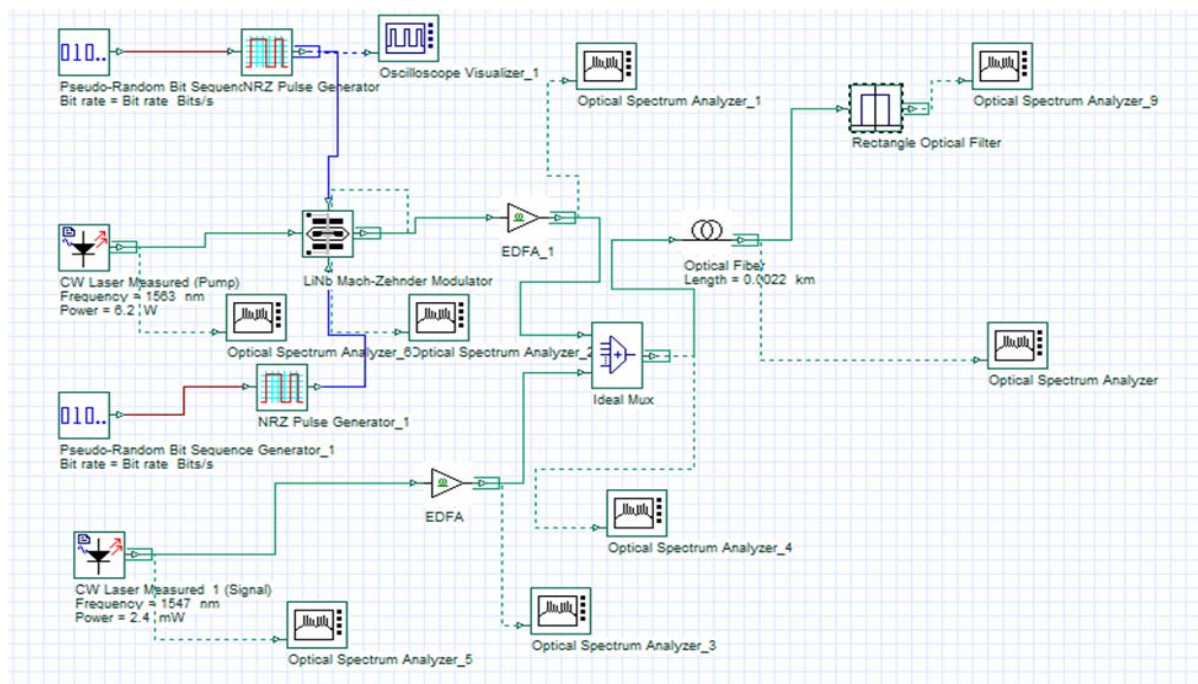 010..
Pseudo-Random Bit Sequenc
NRZ Pulse Generator
Bit rate = Bit rate Bits/s
Oscilloscope Visualizer_1
Optical Spectrum Analyzer_1
Optical Spectrum Analyzer_9
Rectangle Optical Filter
EDFA_1
CW Laser Measured (Pump)
Frequency = 1563 nm
Power = 6.2 W
LiNb Mach-Zehnder Modulator
Optical Fiber
Length = 0.0022 km
Optical Spectrum Analyzer_6
Optical Spectrum Analyzer_2
Optical Spectrum Analyzer
Ideal Mux
010..
NRZ Pulse Generator_1
Pseudo-Random Bit Sequence Generator_1
Bit rate = Bit rate Bits/s
EDFA
Optical Spectrum Analyzer_4
CW Laser Measured 1 (Signal)
Frequency = 1547 nm
Power = 2.4 mW
Optical Spectrum Analyzer_3
Optical Spectrum Analyzer_5